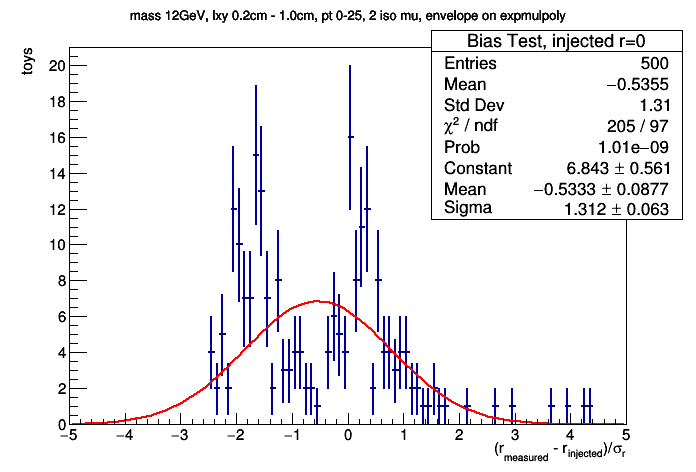 mass 12GeV, lxy 0.2cm - 1.0cm, pt 0-25, 2 iso mu, envelope on expmulpoly
Bias Test, injected r=0
Entries 500
Mean −0.5355
Std Dev 1.31
χ² / ndf 205 / 97
Prob 1.01e−09
Constant 6.843 ± 0.561
Mean −0.5333 ± 0.0877
Sigma 1.312 ± 0.063
toys
20
18
16
14
12
10
8
6
4
2
0
−5 −4 −3 −2 −1 0 1 2 3 4 5
(r_measured - r_injected)/σ_r